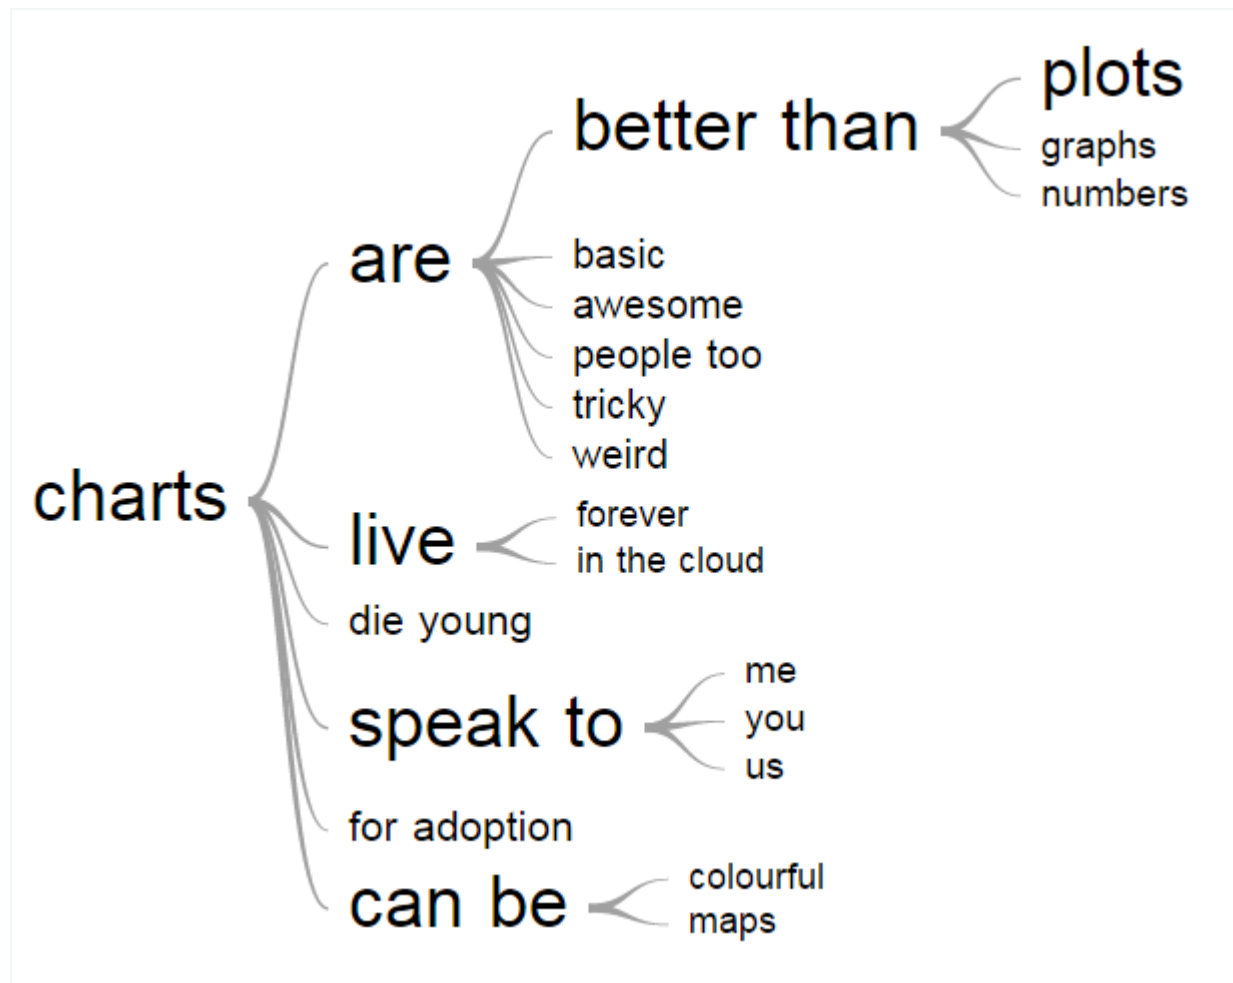 plots
better than
graphs
numbers
are
basic
awesome
people too
tricky
weird
charts
live
forever
in the cloud
die young
speak to
me
you
us
for adoption
can be
colourful
maps